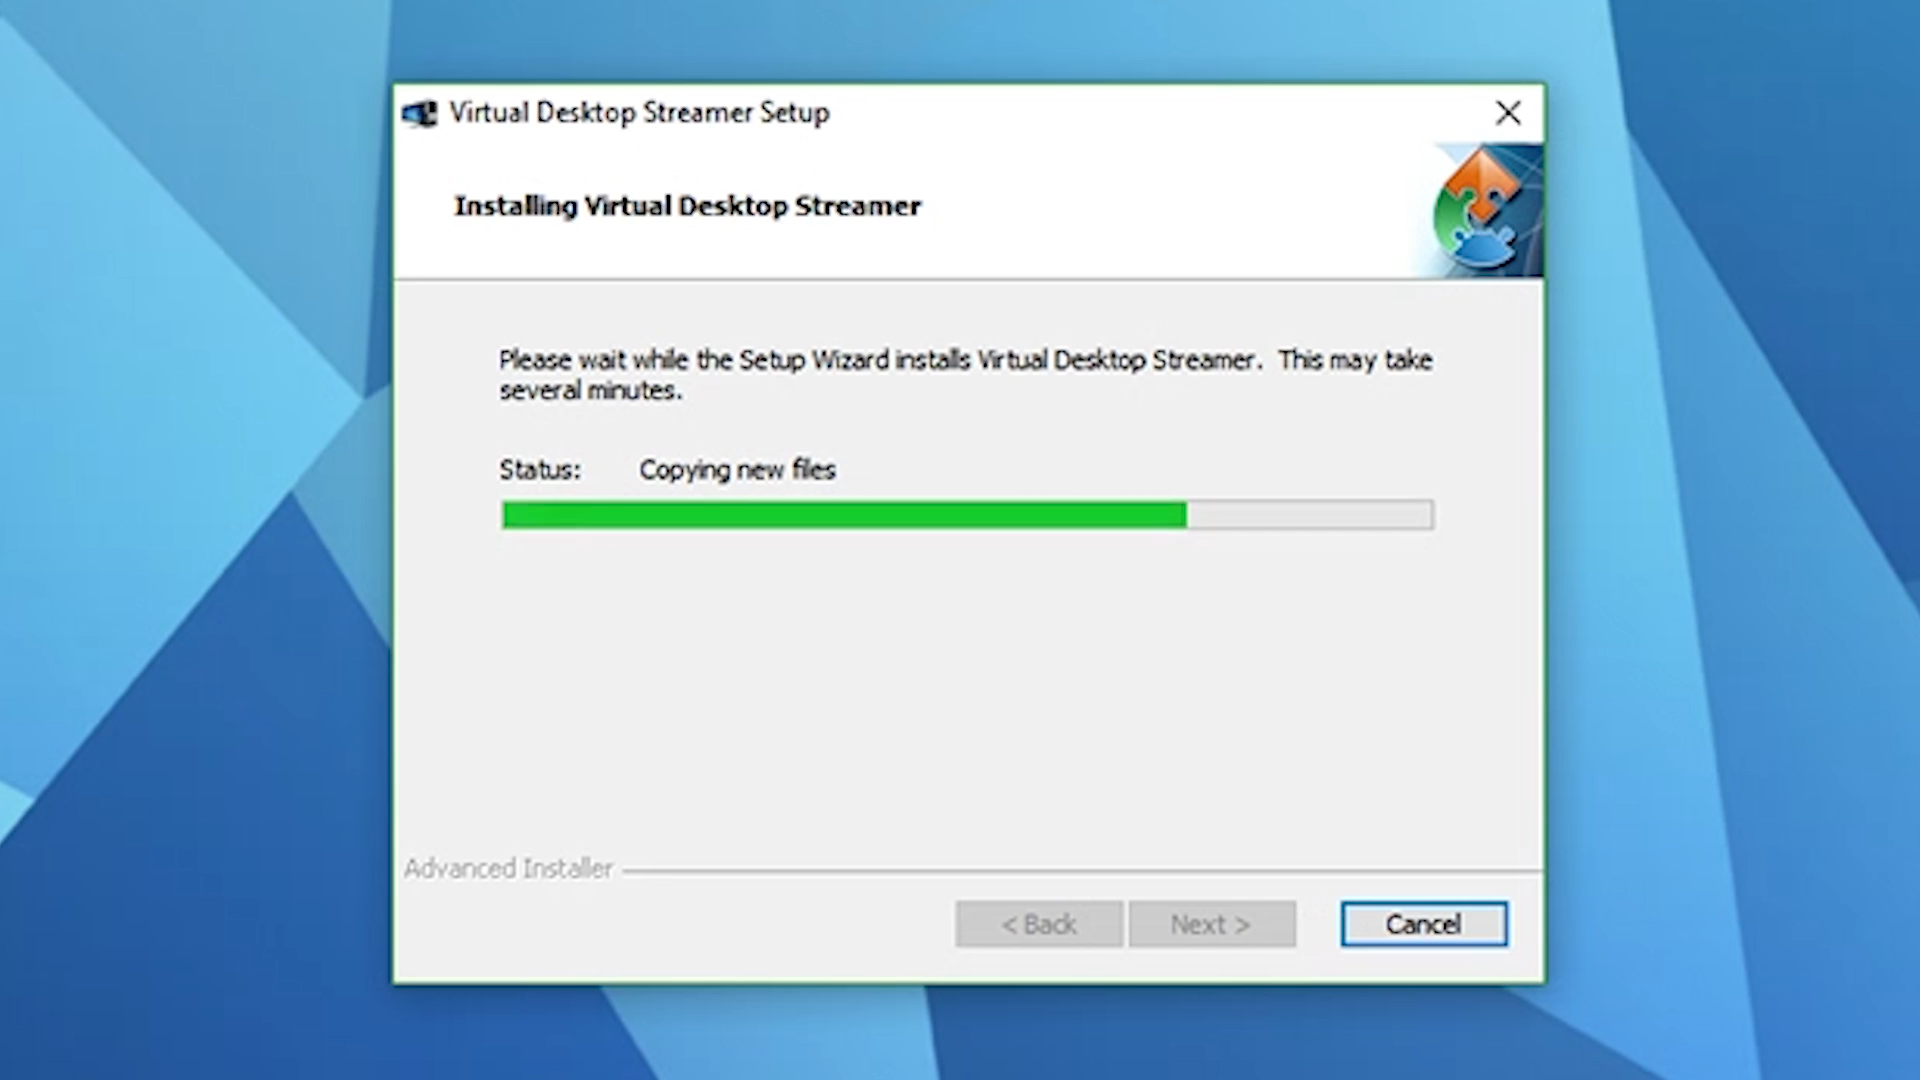 Virtual Desktop Streamer Setup
Installing Virtual Desktop Streamer
Please wait while the Setup Wizard installs Virtual Desktop Streamer.  This may take
several minutes.
Status: Copying new files
Advanced Installer
< Back Next > Cancel